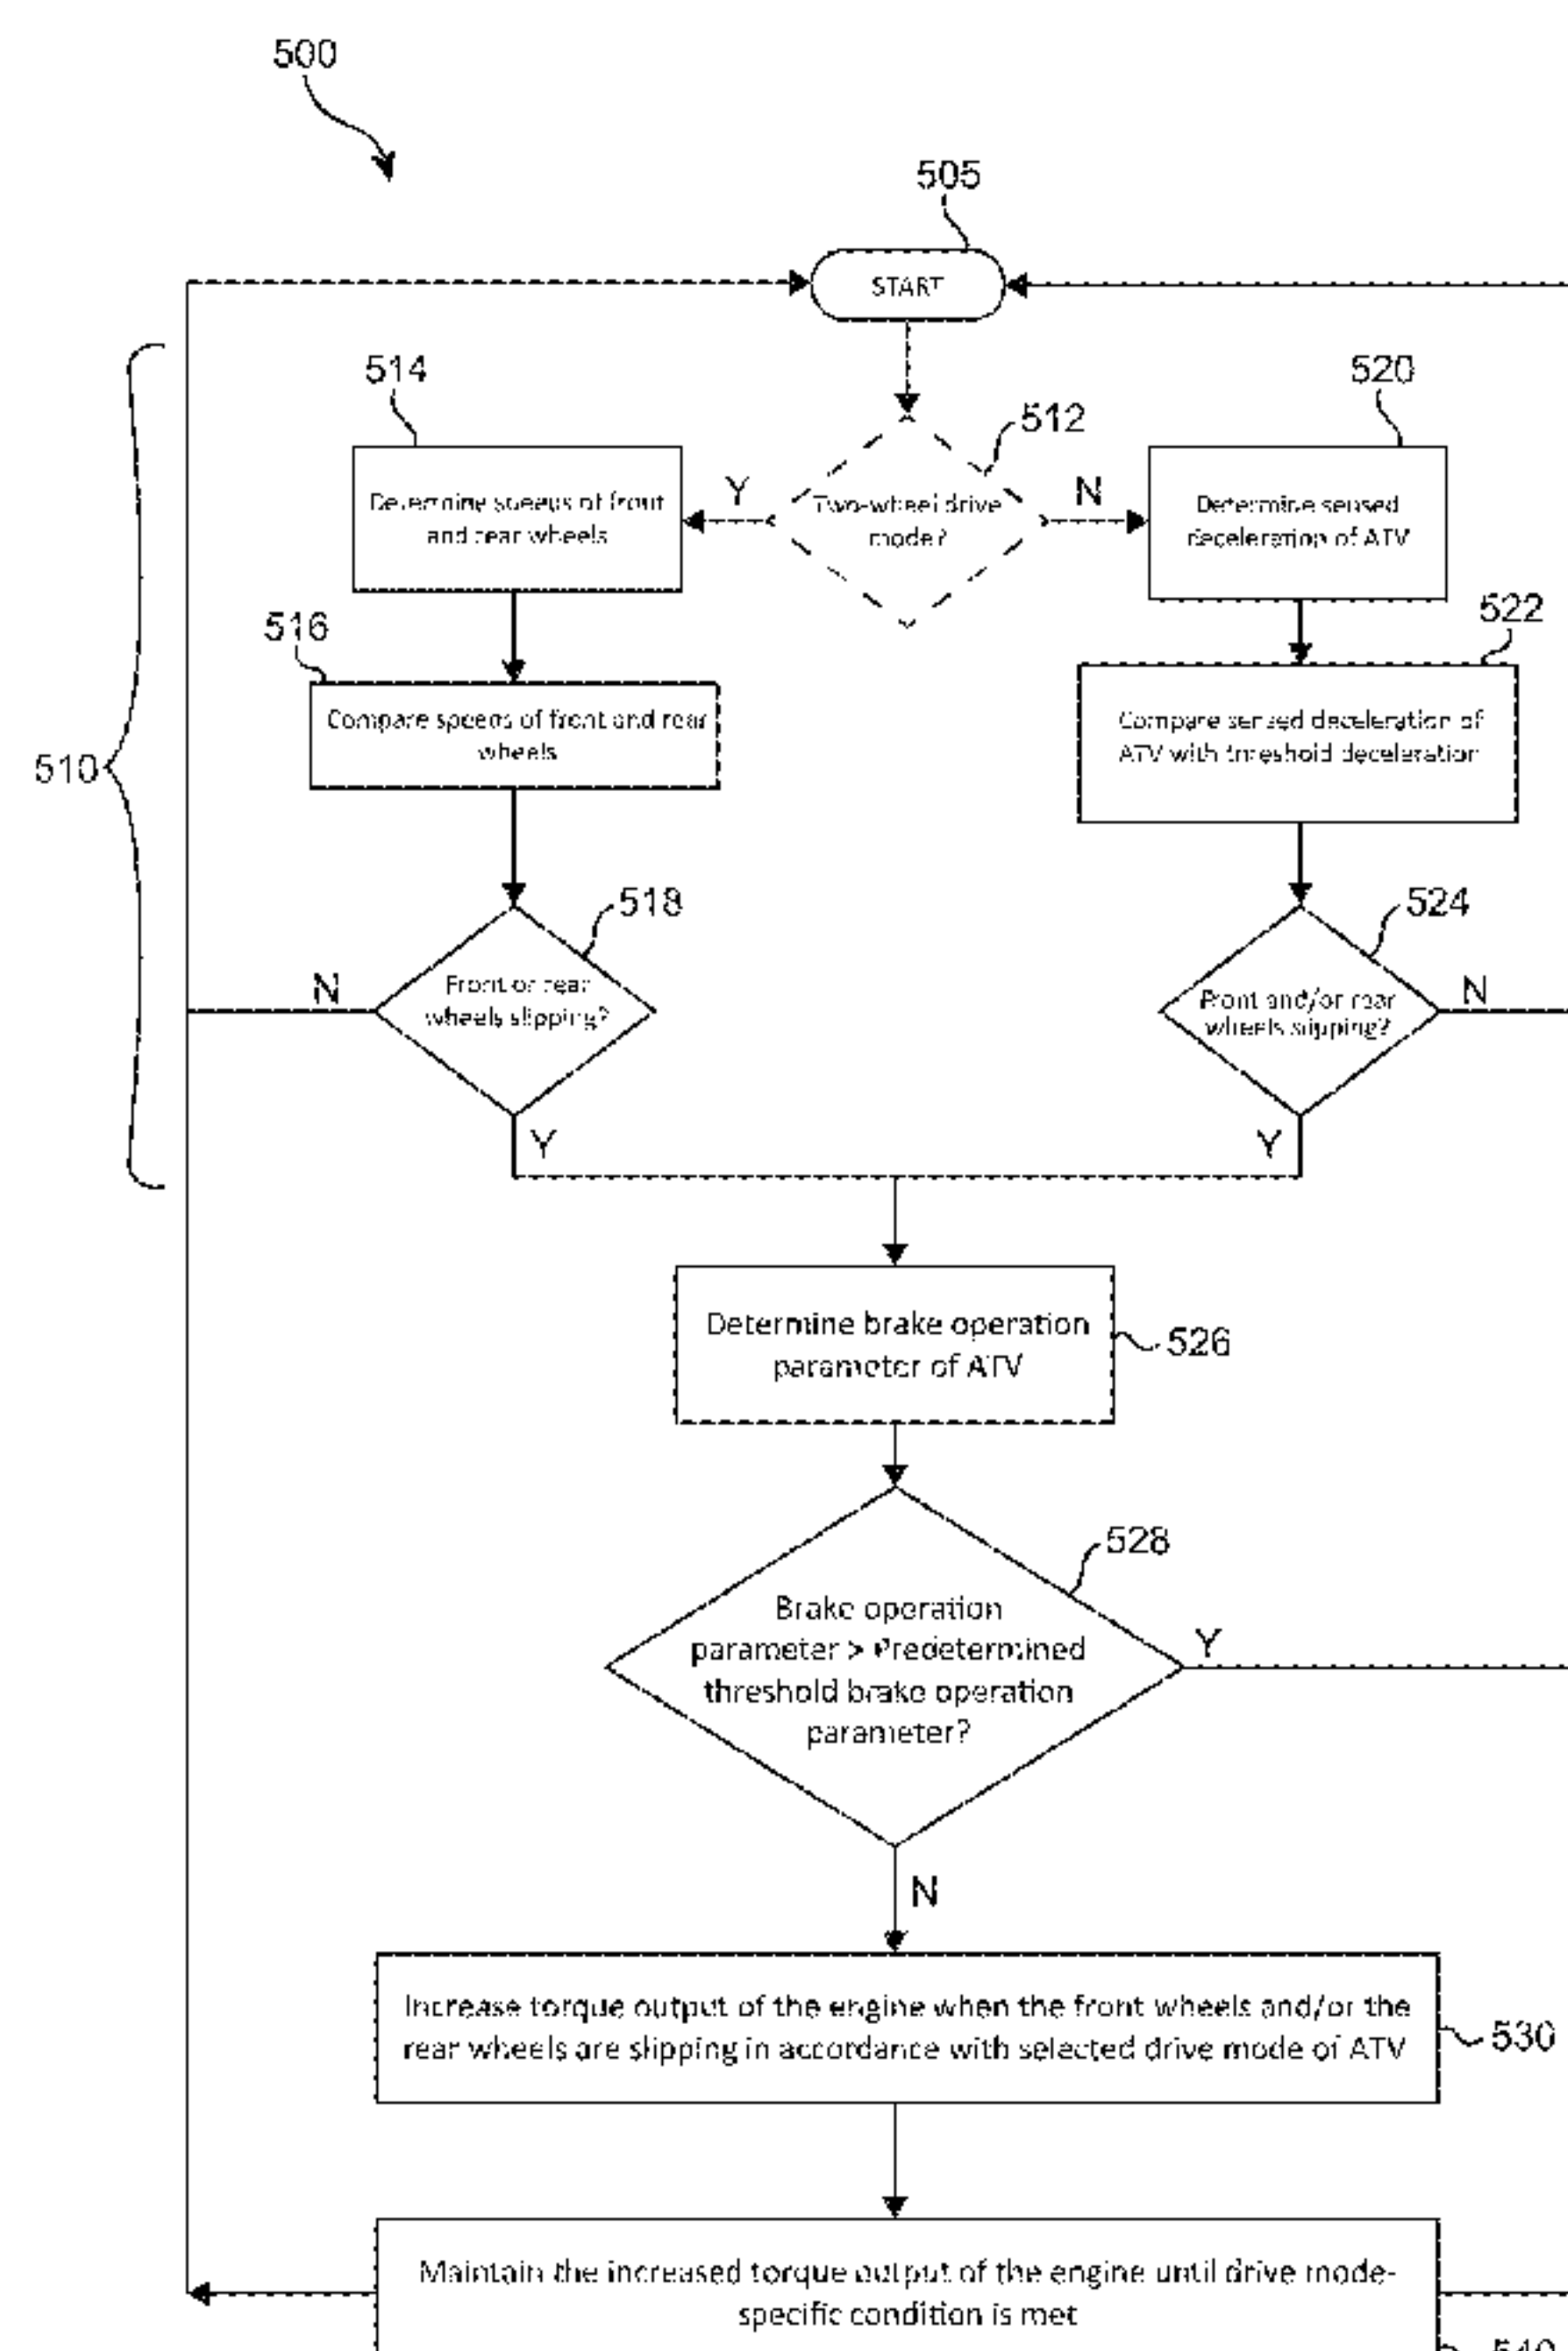 500
505
START
514
520
512
Y
N
Determine speeds of front
and rear wheels
Two-wheel drive
mode?
Determine sensed
deceleration of ATV
516
522
Compare speeds of front and rear
wheels
Compare sensed deceleration of
ATV with threshold deceleration
510
518
524
N
Front or rear
wheels slipping?
Front and/or rear
wheels slipping?
N
Y
Y
Determine brake operation
parameter of ATV
526
528
Brake operation
parameter > Predetermined
threshold brake operation
parameter?
Y
N
Increase torque output of the engine when the front wheels and/or the
rear wheels are slipping in accordance with selected drive mode of ATV
530
Maintain the increased torque output of the engine until drive mode-
specific condition is met